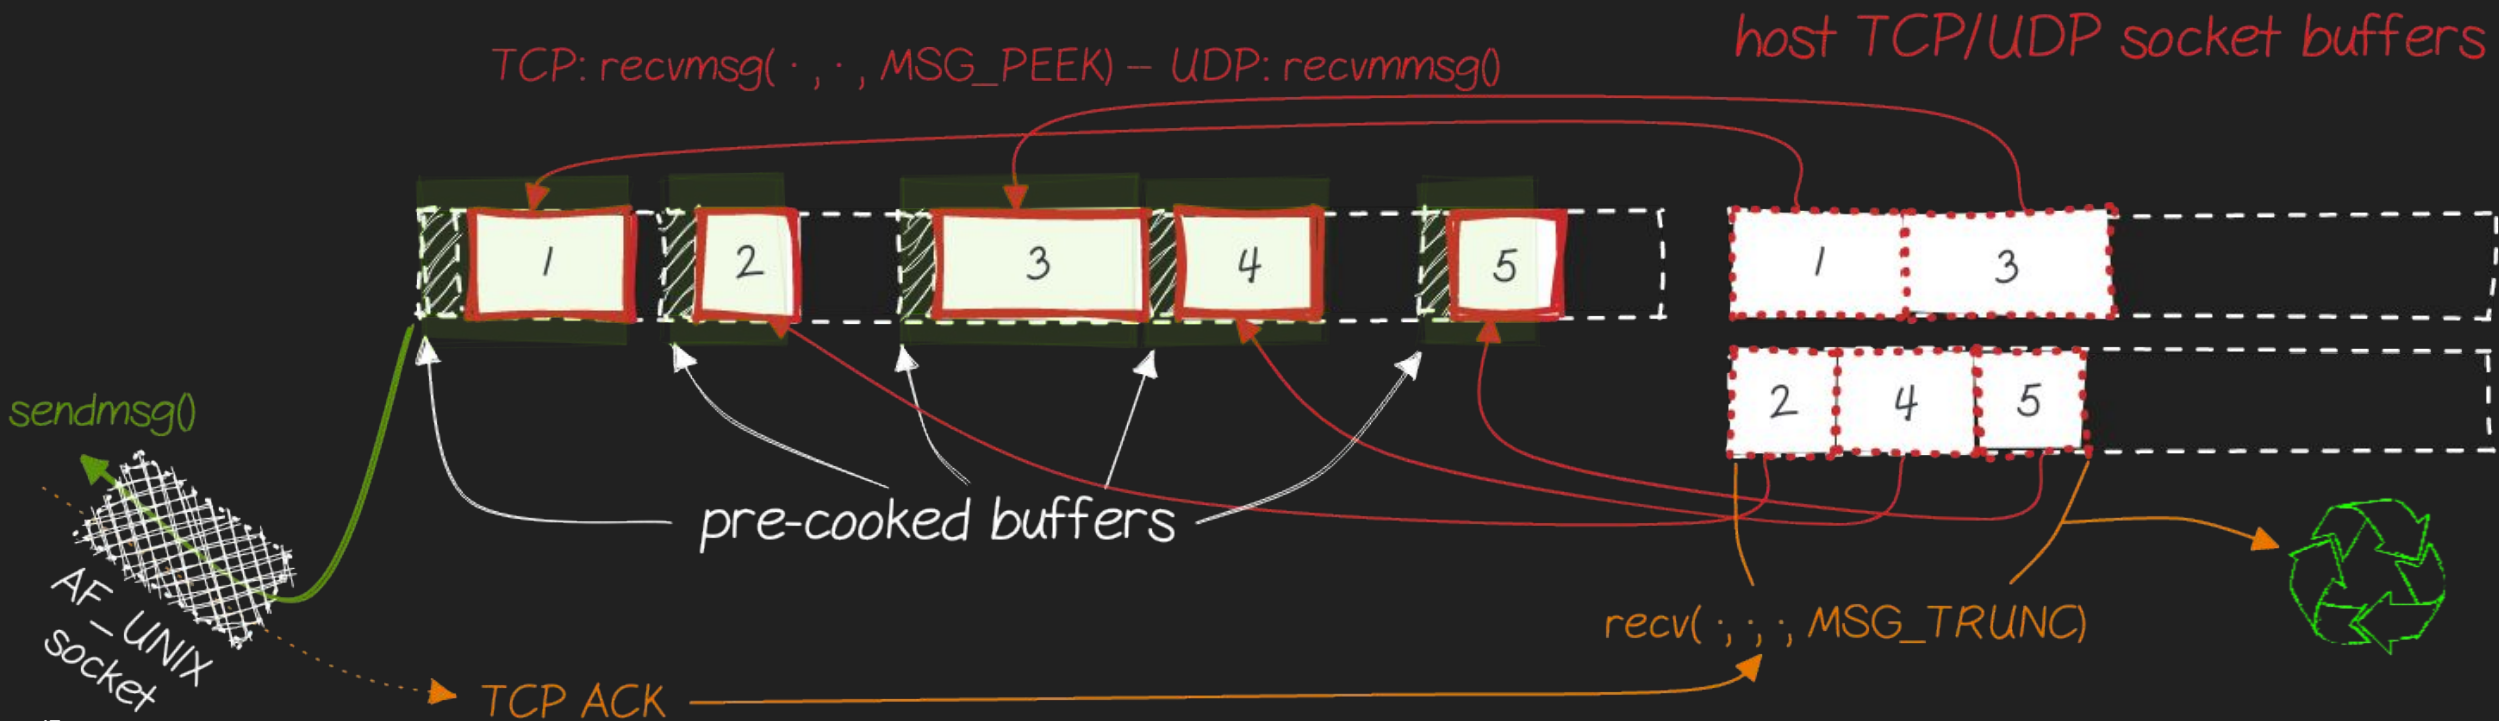 host TCP/UDP socket buffers
TCP: recvmsg( · , · , MSG_PEEK) – UDP: recvmmsg()
1
2
3
4
5
1
3
2
4
5
sendmsg()
pre-cooked buffers
AF_UNIX
socket
recv( ·, ·, ·, MSG_TRUNC)
TCP ACK